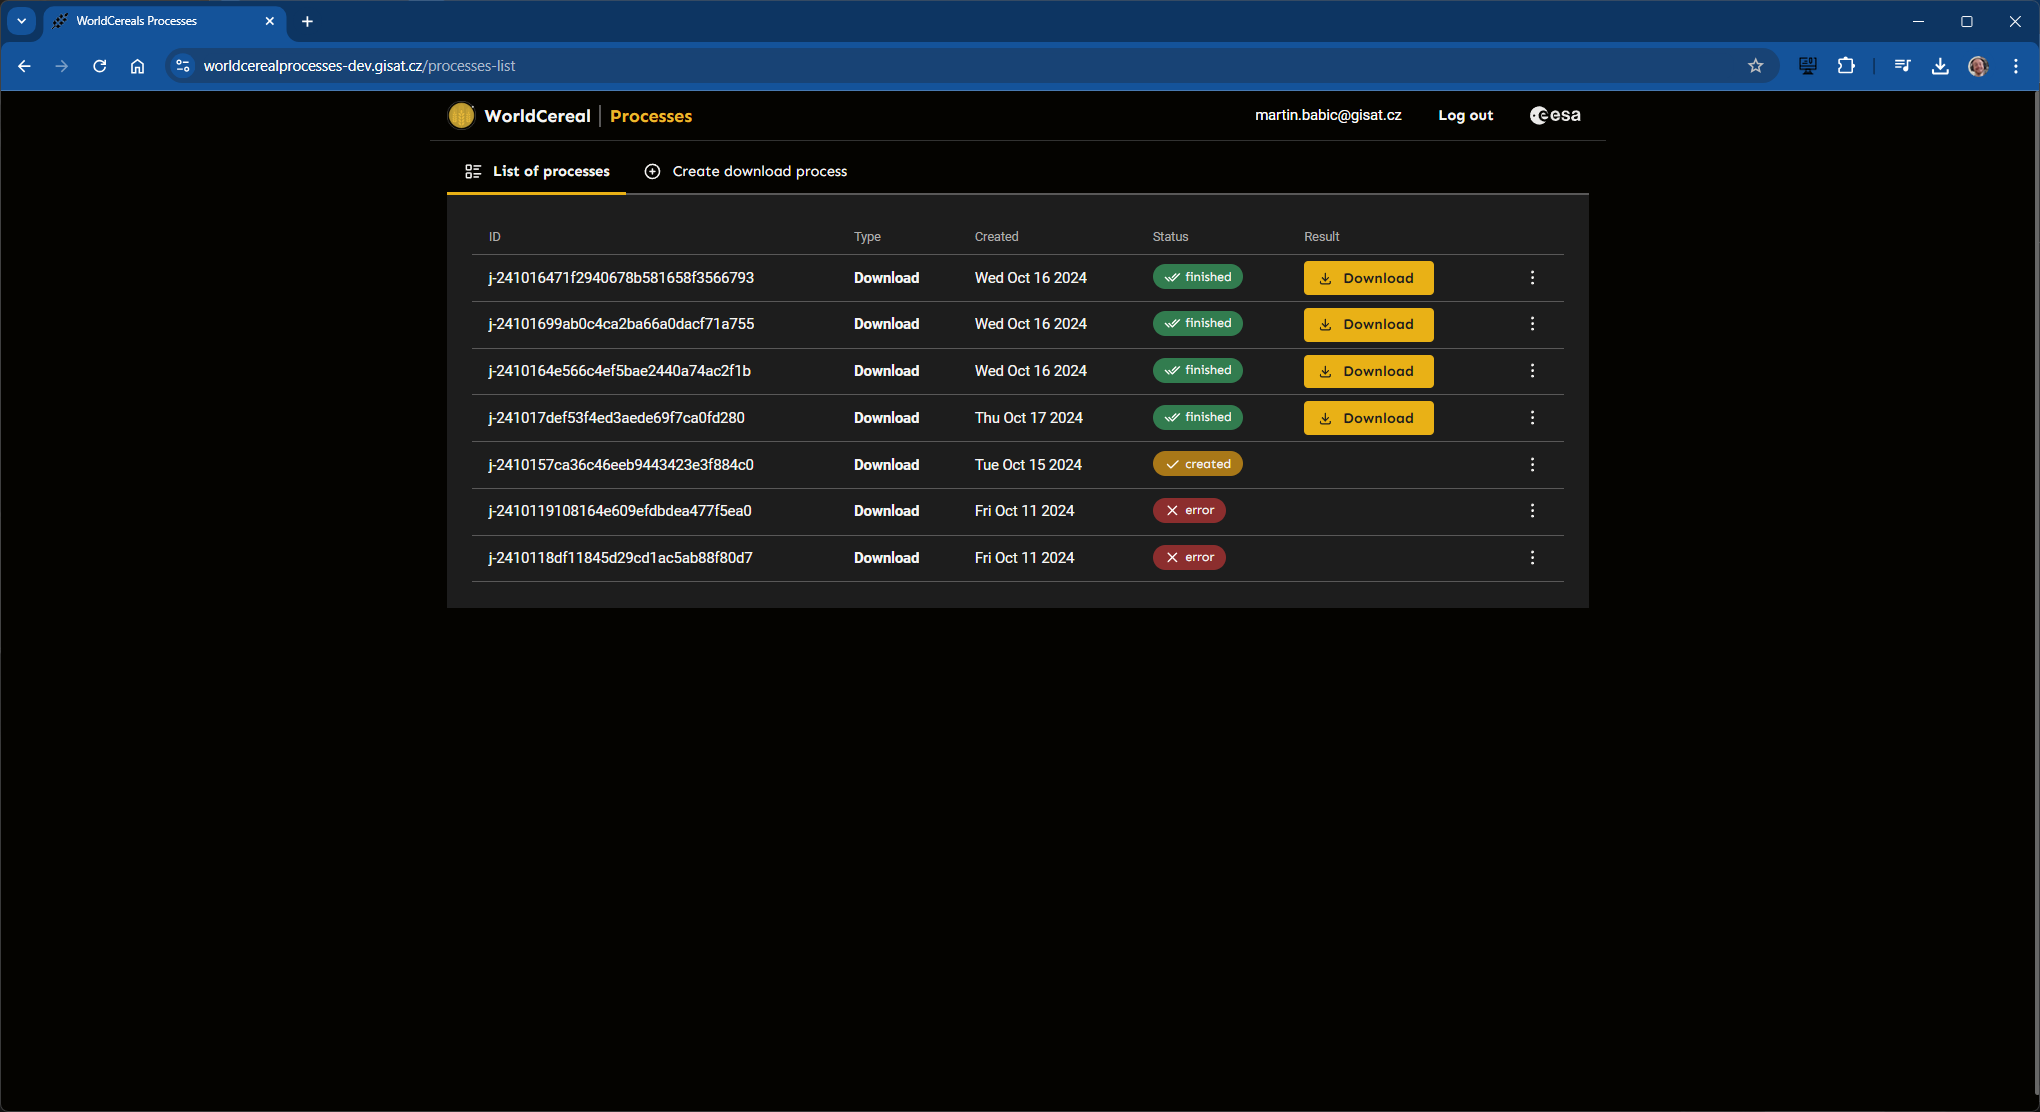 WorldCereals Processes
worldcerealprocesses-dev.gisat.cz/processes-list
WorldCereal | Processes
martin.babic@gisat.cz Log out esa
List of processes Create download process
ID Type Created Status Result
j-241016471f2940678b581658f3566793 Download Wed Oct 16 2024 finished Download
j-24101699ab0c4ca2ba66a0dacf71a755 Download Wed Oct 16 2024 finished Download
j-2410164e566c4ef5bae2440a74ac2f1b Download Wed Oct 16 2024 finished Download
j-241017def53f4ed3aede69f7ca0fd280 Download Thu Oct 17 2024 finished Download
j-2410157ca36c46eeb9443423e3f884c0 Download Tue Oct 15 2024 created
j-2410119108164e609efdbdea477f5ea0 Download Fri Oct 11 2024 error
j-2410118df11845d29cd1ac5ab88f80d7 Download Fri Oct 11 2024 error